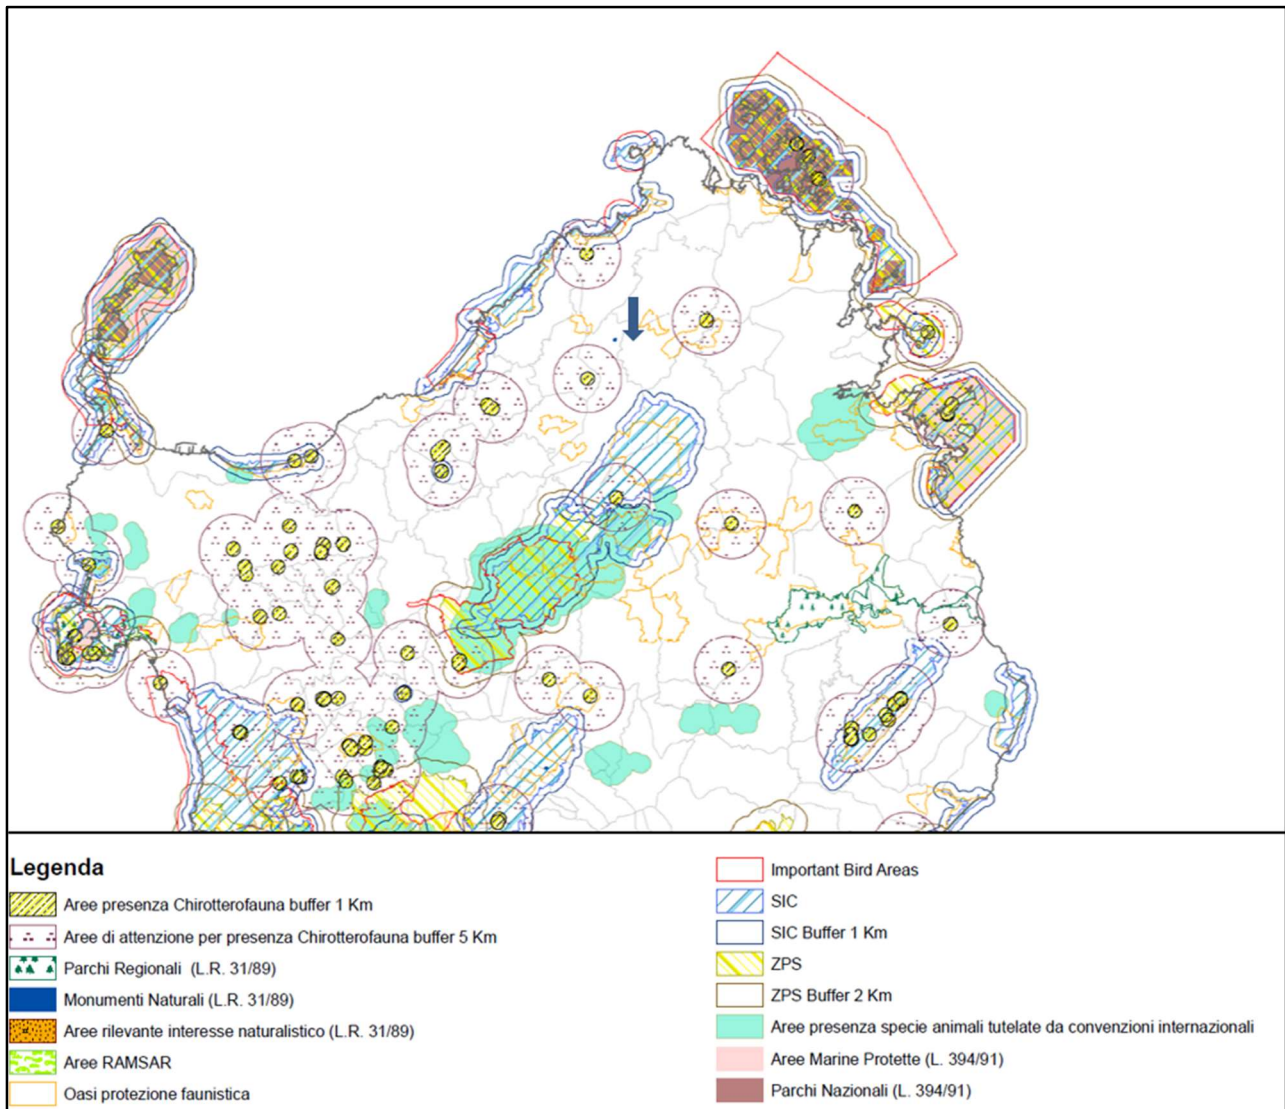 Legenda
Aree presenza Chirotterofauna buffer 1 Km
Aree di attenzione per presenza Chirotterofauna buffer 5 Km
Parchi Regionali (L.R. 31/89)
Monumenti Naturali (L.R. 31/89)
Aree rilevante interesse naturalistico (L.R. 31/89)
Aree RAMSAR
Oasi protezione faunistica
Important Bird Areas
SIC
SIC Buffer 1 Km
ZPS
ZPS Buffer 2 Km
Aree presenza specie animali tutelate da convenzioni internazionali
Aree Marine Protette (L. 394/91)
Parchi Nazionali (L. 394/91)